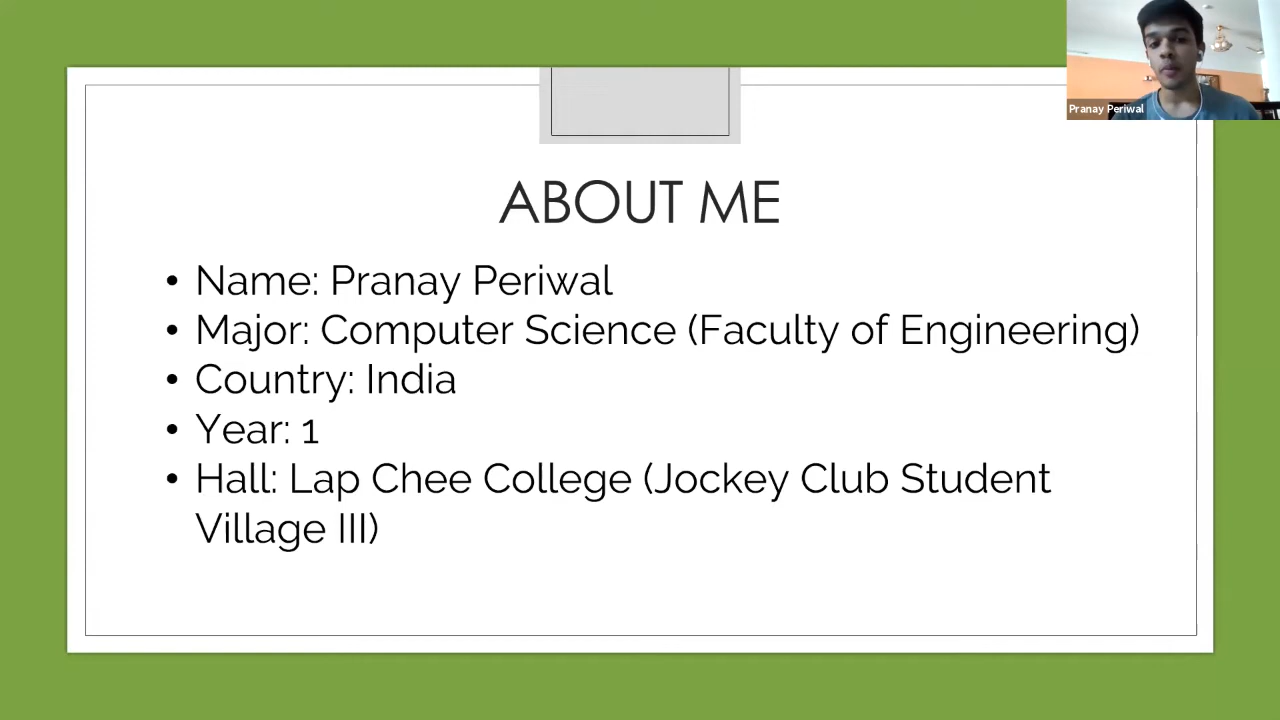 Pranay Periwal
ABOUT ME
• Name: Pranay Periwal
• Major: Computer Science (Faculty of Engineering)
• Country: India
• Year: 1
• Hall: Lap Chee College (Jockey Club Student
Village III)